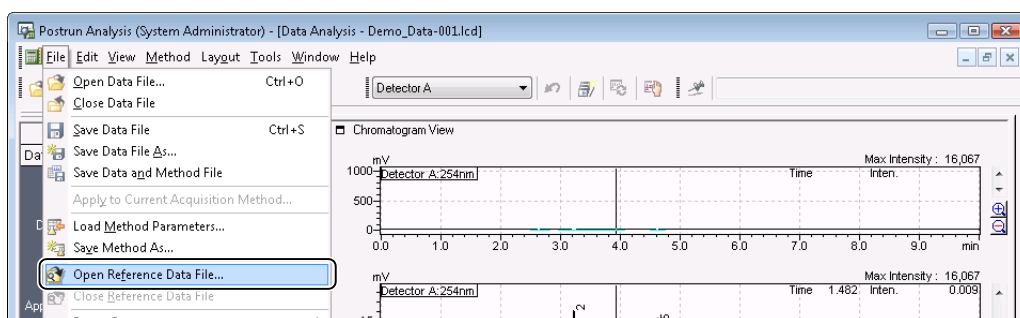 Postrun Analysis (System Administrator) - [Data Analysis - Demo_Data-001.lcd]
File Edit View Method Layout Tools Window Help
Open Data File... Ctrl+O
Detector A
Close Data File
Save Data File Ctrl+S
Chromatogram View
Da
Save Data File As...
Save Data and Method File
mV
Max Intensity : 16,067
1000
Detector A:254nm
Time Inten.
Apply to Current Acquisition Method...
500
Load Method Parameters...
0
Save Method As...
0.0 1.0 2.0 3.0 4.0 5.0 6.0 7.0 8.0 9.0 min
Open Reference Data File...
mV
Max Intensity : 16,067
Close Reference Data File
Detector A:254nm
Time 1.482 Inten. 0.009
App
2